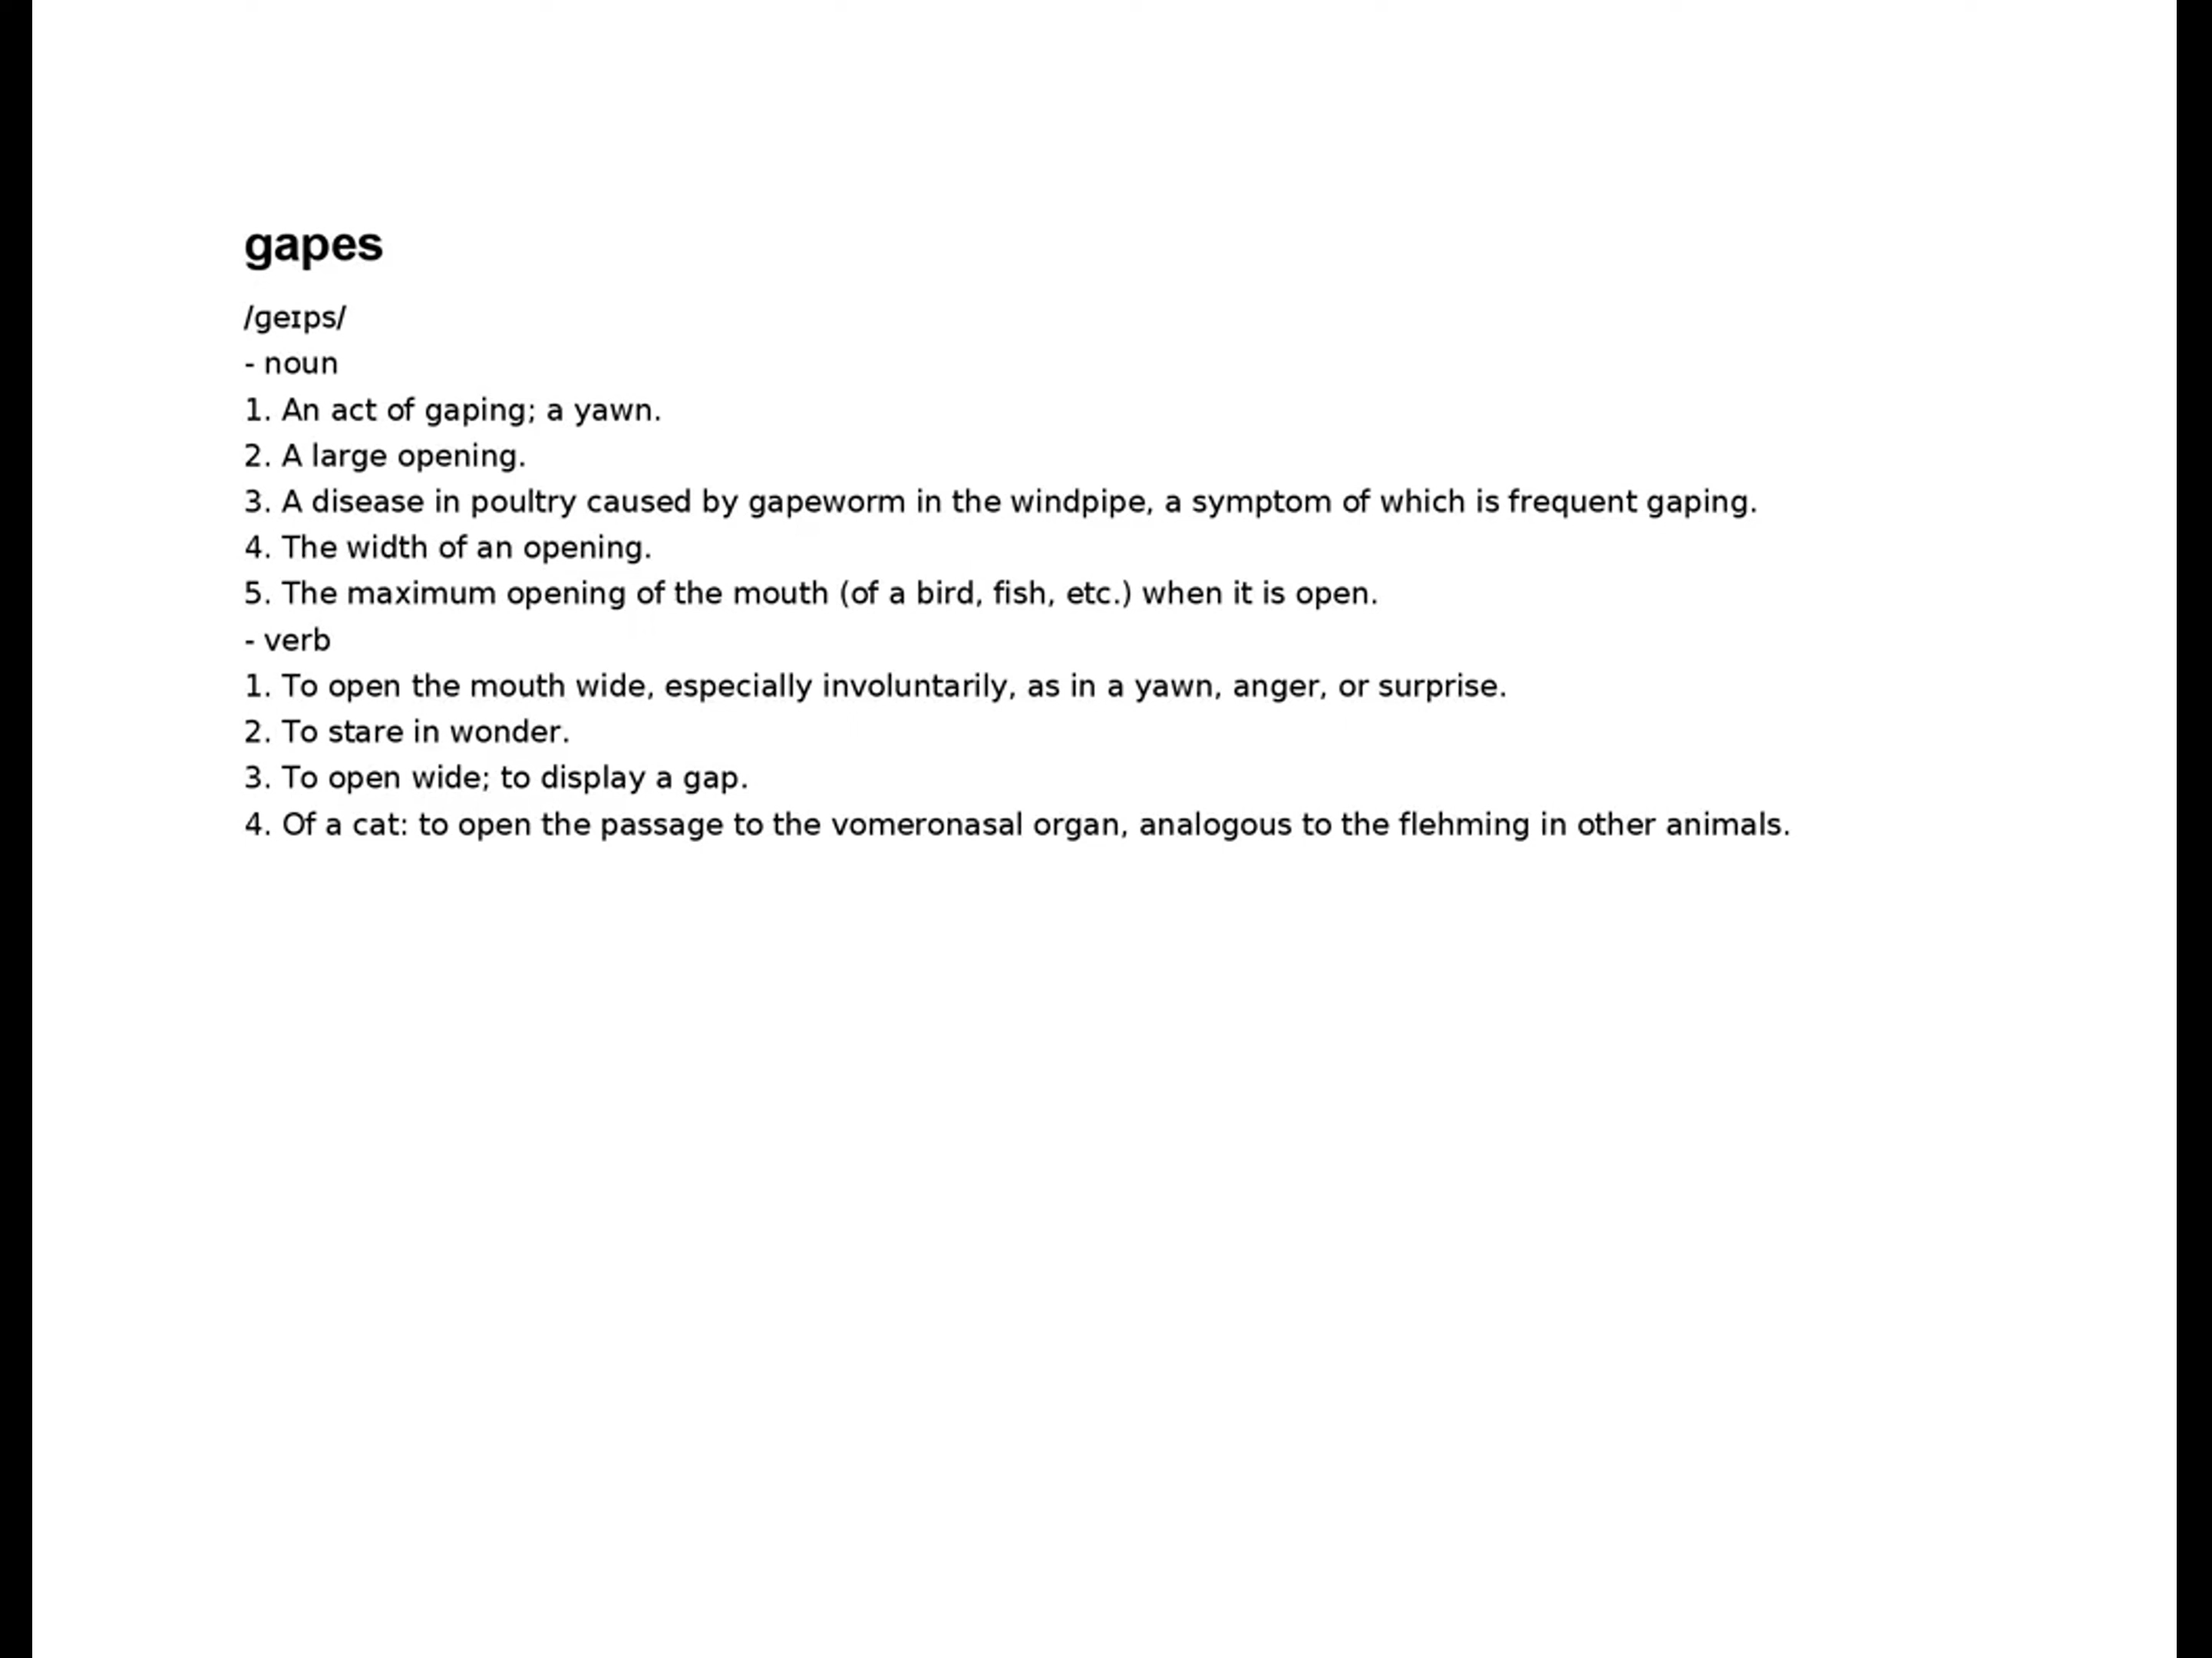 gapes
/geɪps/
- noun
1. An act of gaping; a yawn.
2. A large opening.
3. A disease in poultry caused by gapeworm in the windpipe, a symptom of which is frequent gaping.
4. The width of an opening.
5. The maximum opening of the mouth (of a bird, fish, etc.) when it is open.
- verb
1. To open the mouth wide, especially involuntarily, as in a yawn, anger, or surprise.
2. To stare in wonder.
3. To open wide; to display a gap.
4. Of a cat: to open the passage to the vomeronasal organ, analogous to the flehming in other animals.